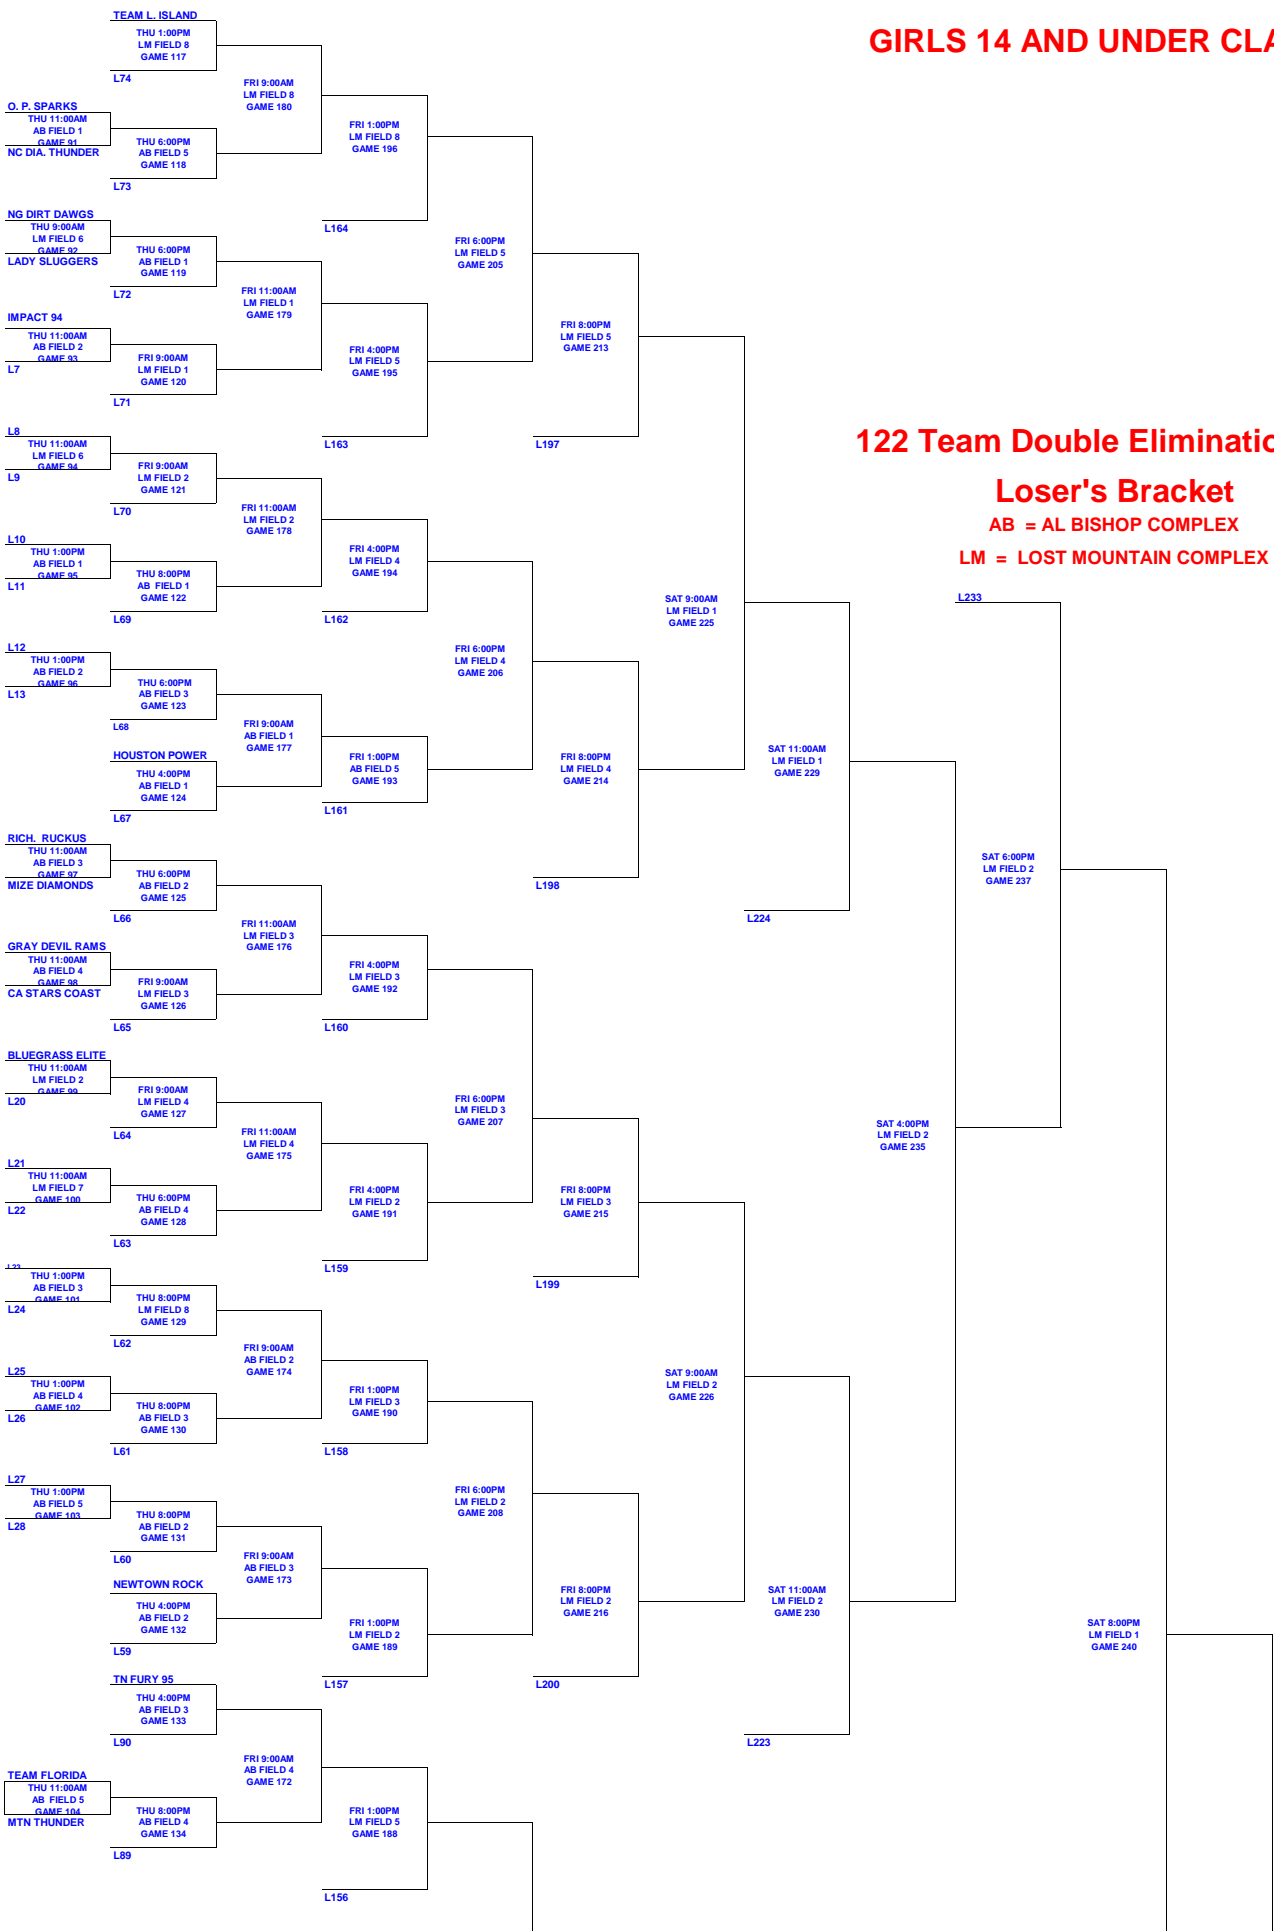 GIRLS 14 AND UNDER CLA
122 Team Double Eliminatio
Loser's Bracket
AB = AL BISHOP COMPLEX
LM = LOST MOUNTAIN COMPLEX
TEAM L. ISLAND
THU 1:00PM
LM FIELD 8
GAME 117
L74
O. P. SPARKS
THU 11:00AM
AB FIELD 1
GAME 91
NC DIA. THUNDER
THU 6:00PM
AB FIELD 5
GAME 118
L73
NG DIRT DAWGS
THU 9:00AM
LM FIELD 6
GAME 92
LADY SLUGGERS
THU 6:00PM
AB FIELD 1
GAME 119
L72
IMPACT 94
THU 11:00AM
AB FIELD 2
GAME 93
L7
FRI 9:00AM
LM FIELD 1
GAME 120
L71
L8
THU 11:00AM
LM FIELD 6
GAME 94
L9
FRI 9:00AM
LM FIELD 2
GAME 121
L70
L10
THU 1:00PM
AB FIELD 1
GAME 95
L11
THU 8:00PM
AB FIELD 1
GAME 122
L69
L12
THU 1:00PM
AB FIELD 2
GAME 96
L13
THU 6:00PM
AB FIELD 3
GAME 123
L68
HOUSTON POWER
THU 4:00PM
AB FIELD 1
GAME 124
L67
RICH. RUCKUS
THU 11:00AM
AB FIELD 3
GAME 97
MIZE DIAMONDS
THU 6:00PM
AB FIELD 2
GAME 125
L66
GRAY DEVIL RAMS
THU 11:00AM
AB FIELD 4
GAME 98
CA STARS COAST
FRI 9:00AM
LM FIELD 3
GAME 126
L65
BLUEGRASS ELITE
THU 11:00AM
LM FIELD 2
GAME 99
L20
FRI 9:00AM
LM FIELD 4
GAME 127
L64
L21
THU 11:00AM
LM FIELD 7
GAME 100
L22
THU 6:00PM
AB FIELD 4
GAME 128
L63
L23
THU 1:00PM
AB FIELD 3
GAME 101
L24
THU 8:00PM
LM FIELD 8
GAME 129
L62
L25
THU 1:00PM
AB FIELD 4
GAME 102
L26
THU 8:00PM
AB FIELD 3
GAME 130
L61
L27
THU 1:00PM
AB FIELD 5
GAME 103
L28
THU 8:00PM
AB FIELD 2
GAME 131
L60
NEWTOWN ROCK
THU 4:00PM
AB FIELD 2
GAME 132
L59
TN FURY 95
THU 4:00PM
AB FIELD 3
GAME 133
L90
TEAM FLORIDA
THU 11:00AM
AB FIELD 5
GAME 104
MTN THUNDER
THU 8:00PM
AB FIELD 4
GAME 134
L89
FRI 9:00AM
LM FIELD 8
GAME 180
FRI 11:00AM
LM FIELD 1
GAME 179
FRI 11:00AM
LM FIELD 2
GAME 178
FRI 9:00AM
AB FIELD 1
GAME 177
FRI 11:00AM
LM FIELD 3
GAME 176
FRI 11:00AM
LM FIELD 4
GAME 175
FRI 9:00AM
AB FIELD 2
GAME 174
FRI 9:00AM
AB FIELD 3
GAME 173
FRI 9:00AM
AB FIELD 4
GAME 172
FRI 1:00PM
LM FIELD 8
GAME 196
L164
FRI 4:00PM
LM FIELD 5
GAME 195
L163
FRI 4:00PM
LM FIELD 4
GAME 194
L162
FRI 1:00PM
AB FIELD 5
GAME 193
L161
FRI 4:00PM
LM FIELD 3
GAME 192
L160
FRI 4:00PM
LM FIELD 2
GAME 191
L159
FRI 1:00PM
LM FIELD 3
GAME 190
L158
FRI 1:00PM
LM FIELD 2
GAME 189
L157
FRI 1:00PM
LM FIELD 5
GAME 188
L156
FRI 6:00PM
LM FIELD 5
GAME 205
FRI 6:00PM
LM FIELD 4
GAME 206
FRI 6:00PM
LM FIELD 3
GAME 207
FRI 6:00PM
LM FIELD 2
GAME 208
FRI 8:00PM
LM FIELD 5
GAME 213
L197
FRI 8:00PM
LM FIELD 4
GAME 214
L198
FRI 8:00PM
LM FIELD 3
GAME 215
L199
FRI 8:00PM
LM FIELD 2
GAME 216
L200
SAT 9:00AM
LM FIELD 1
GAME 225
SAT 9:00AM
LM FIELD 2
GAME 226
SAT 11:00AM
LM FIELD 1
GAME 229
L224
SAT 11:00AM
LM FIELD 2
GAME 230
L223
SAT 4:00PM
LM FIELD 2
GAME 235
L233
SAT 6:00PM
LM FIELD 2
GAME 237
SAT 8:00PM
LM FIELD 1
GAME 240